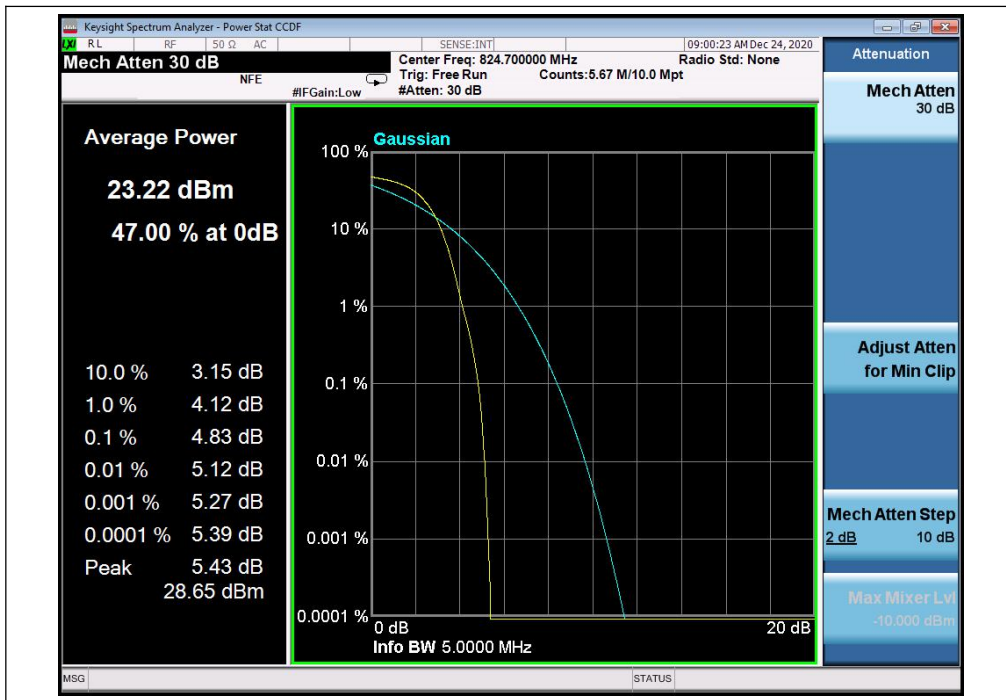 Keysight Spectrum Analyzer - Power Stat CCDF
LXI RL RF 50 Ω AC SENSE:INT 09:00:23 AM Dec 24, 2020
Mech Atten 30 dB
Center Freq: 824.700000 MHz Radio Std: None
NFE Trig: Free Run Counts:5.67 M/10.0 Mpt
#IFGain:Low #Atten: 30 dB
Average Power
23.22 dBm
47.00 % at 0dB
10.0 % 3.15 dB
1.0 % 4.12 dB
0.1 % 4.83 dB
0.01 % 5.12 dB
0.001 % 5.27 dB
0.0001 % 5.39 dB
Peak 5.43 dB
28.65 dBm
Gaussian
100 %
10 %
1 %
0.1 %
0.01 %
0.001 %
0.0001 %
0 dB 20 dB
Info BW 5.0000 MHz
Attenuation
Mech Atten
30 dB
Adjust Atten
for Min Clip
Mech Atten Step
2 dB 10 dB
Max Mixer Lvl
-10.000 dBm
MSG STATUS